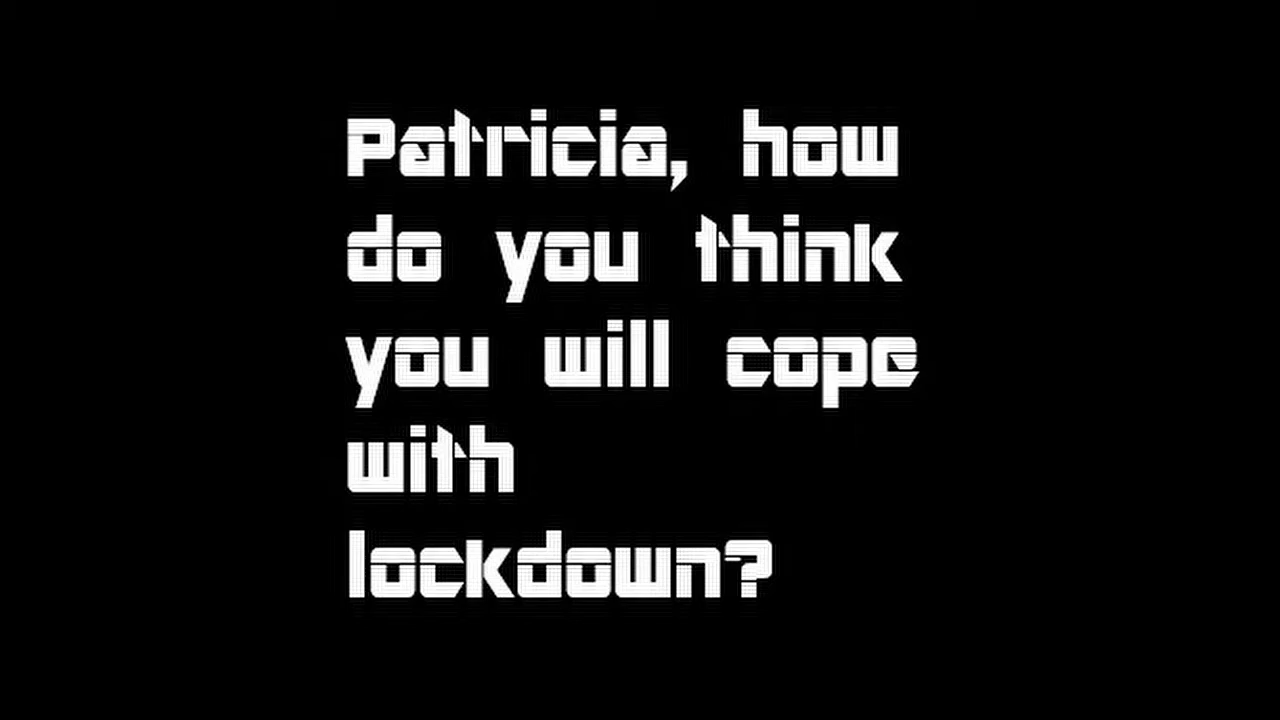 Patricia, how
do you think
you will cope
with
lockdown?